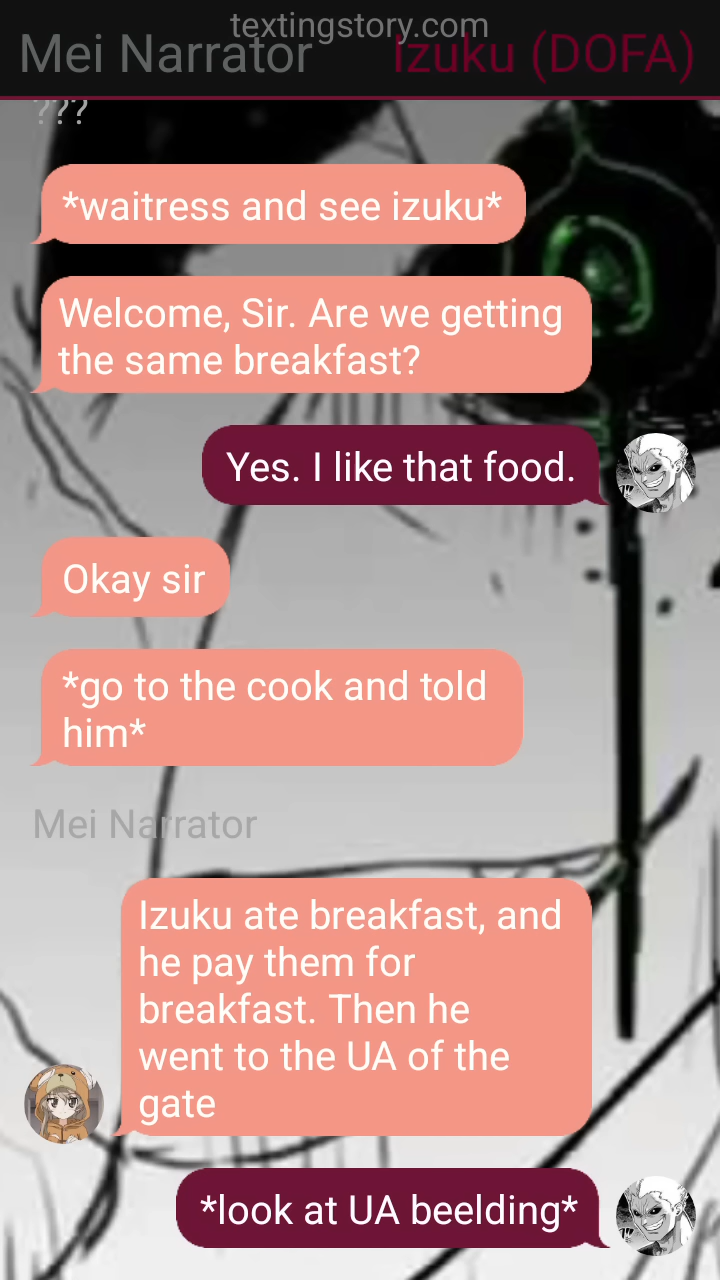 textingstory.com
Mei Narrator
Izuku (DOFA)
???
*waitress and see izuku*
Welcome, Sir. Are we getting
the same breakfast?
Yes. I like that food.
Okay sir
*go to the cook and told
him*
Mei Narrator
Izuku ate breakfast, and
he pay them for
breakfast. Then he
went to the UA of the
gate
*look at UA beelding*